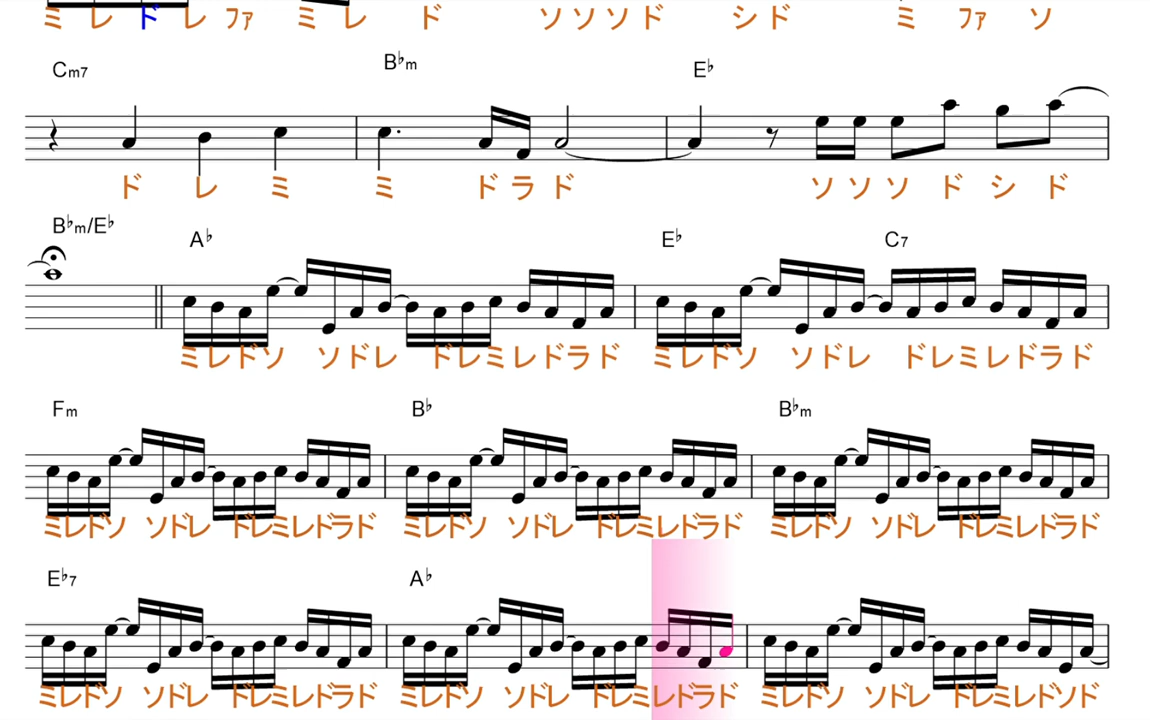 ミ レ ド レ ファ ミ レ ド ソ ソ ソ ド シ ド ミ ファ ソ
Cm7 B♭m E♭
ド レ ミ ミ ド ラ ド ソ ソ ソ ド シ ド
B♭m/E♭ A♭ E♭ C7
ミ レ ド ソ ソ ド レ ド レ ミ レ ド ラ ド ミ レ ド ソ ソ ド レ ド レ ミ レ ド ラ ド
Fm B♭ B♭m
ミ レ ド ソ ソ ド レ ド レ ミ レ ド ラ ド ミ レ ド ソ ソ ド レ ド レ ミ レ ド ラ ド ミ レ ド ソ ソ ド レ ド レ ミ レ ド ラ ド
E♭7 A♭
ミ レ ド ソ ソ ド レ ド レ ミ レ ド ラ ド ミ レ ド ソ ソ ド レ ド レ ミ レ ド ラ ド ミ レ ド ソ ソ ド レ ド レ ミ レ ド ソ ド